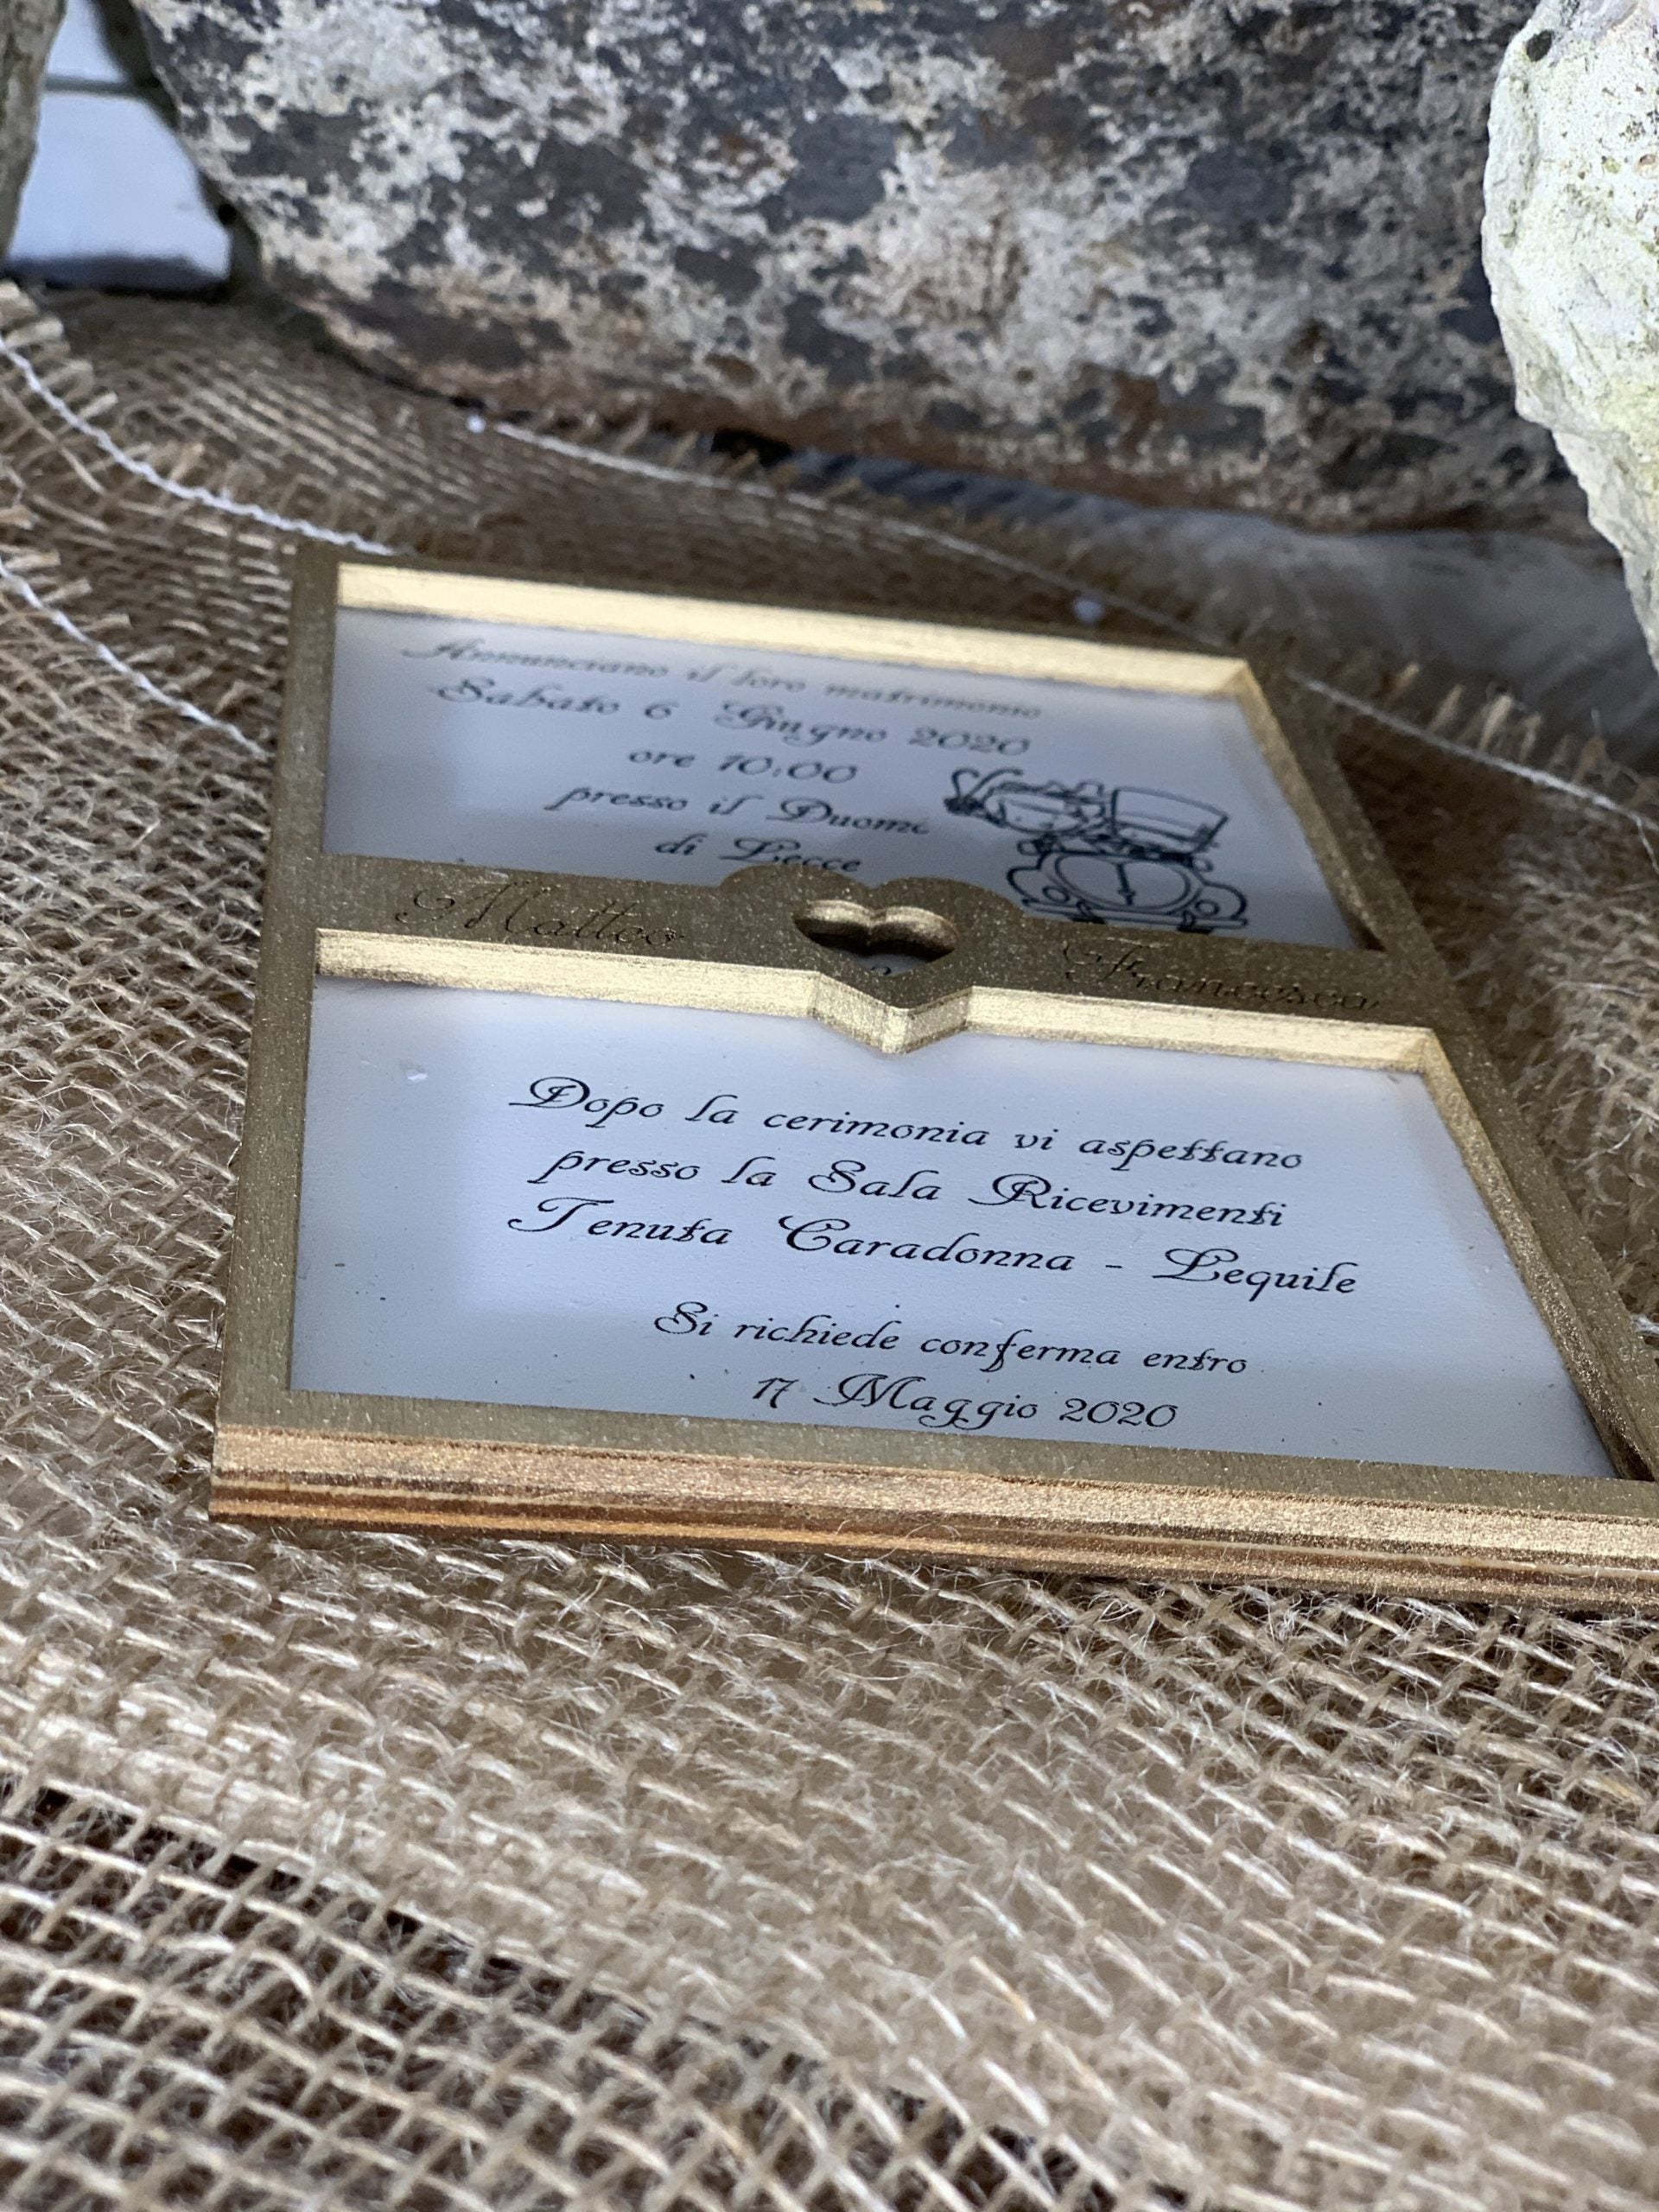 Annunciano il loro matrimonio
Sabato 6 Giugno 2020
ore 10:00
presso il Duomo
di Lecce
Matteo Francesca
Dopo la cerimonia vi aspettano
presso la Sala Ricevimenti
Tenuta Caradonna - Lequile
Si richiede conferma entro
17 Maggio 2020